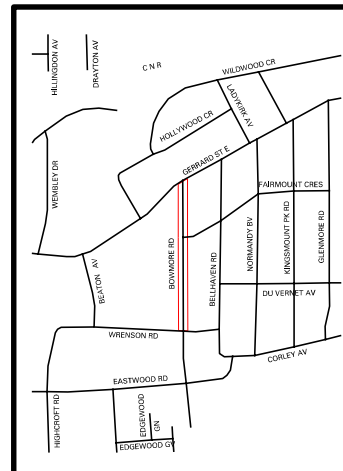 HILLINGDON AV
DRAYTON AV
C N R
WILDWOOD CR
LADYKIRK AV
HOLLYWOOD CR
GERRARD ST E
WEMBLEY DR
FAIRMOUNT CRES
BOWMORE RD
BELLHAVEN RD
NORMANDY BV
KINGSMOUNT PK RD
GLENMORE RD
BEATON AV
DU VERNET AV
WRENSON RD
CORLEY AV
EASTWOOD RD
HIGHCROFT RD
EDGEWOOD
GN
EDGEWOOD GV